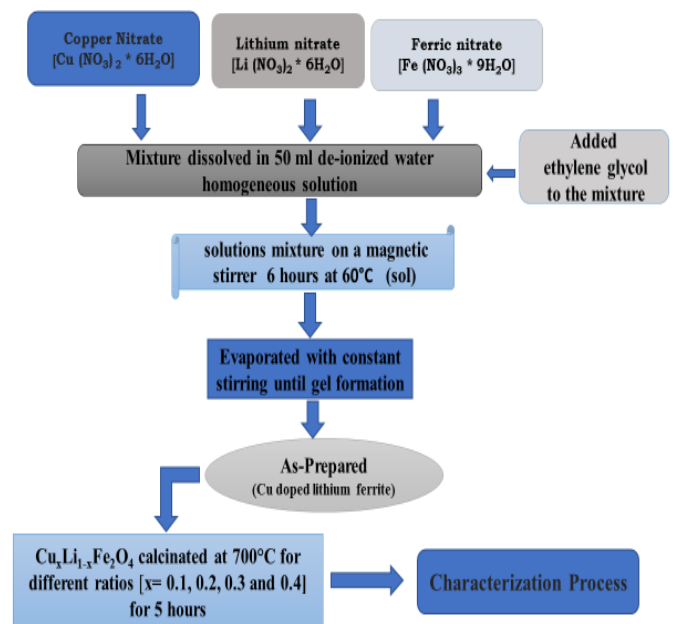 Copper Nitrate
[Cu (NO₃)₂ * 6H₂O]
Lithium nitrate
[Li (NO₃)₂ * 6H₂O]
Ferric nitrate
[Fe (NO₃)₃ * 9H₂O]
Mixture dissolved in 50 ml de-ionized water
homogeneous solution
Added
ethylene glycol
to the mixture
solutions mixture on a magnetic
stirrer 6 hours at 60°C (sol)
Evaporated with constant
stirring until gel formation
As-Prepared
(Cu doped lithium ferrite)
CuₓLi₁₋ₓFe₂O₄ calcinated at 700°C for
different ratios [x= 0.1, 0.2, 0.3 and 0.4]
for 5 hours
Characterization Process